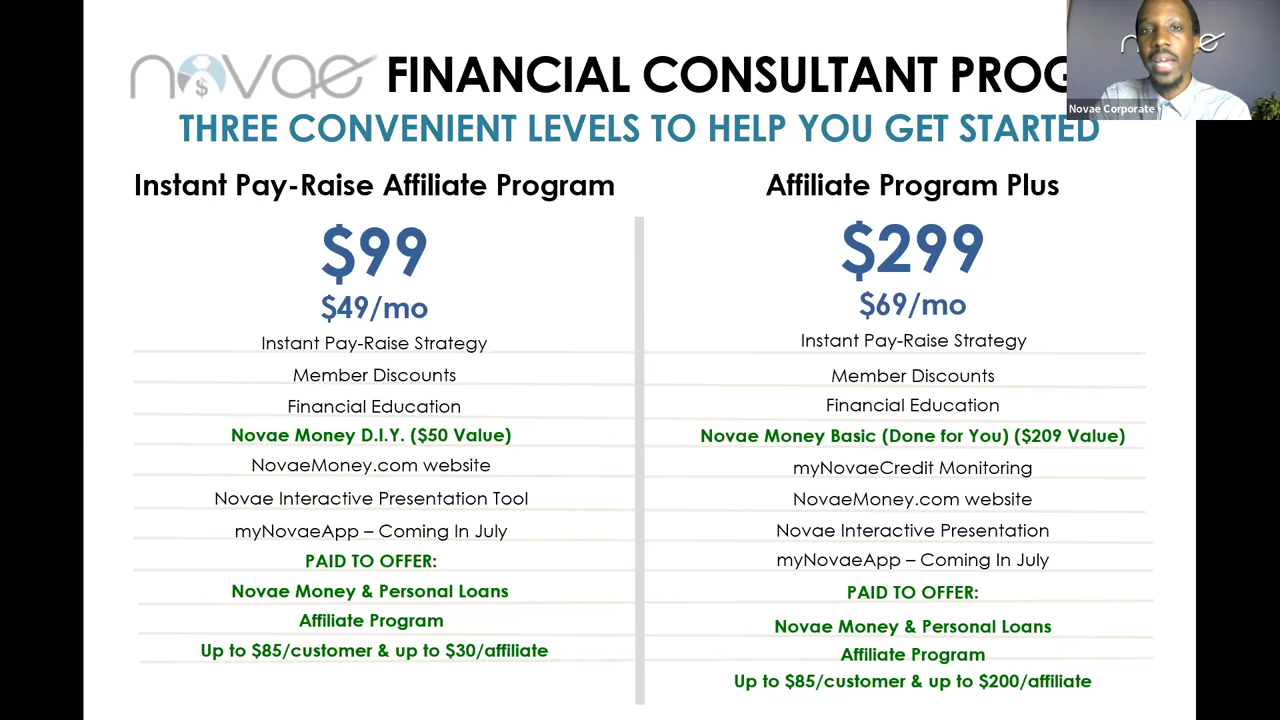 novae FINANCIAL CONSULTANT PROG
novae
Novae Corporate
THREE CONVENIENT LEVELS TO HELP YOU GET STARTED
Instant Pay-Raise Affiliate Program
$99
$49/mo
Instant Pay-Raise Strategy
Member Discounts
Financial Education
Novae Money D.I.Y. ($50 Value)
NovaeMoney.com website
Novae Interactive Presentation Tool
myNovaeApp – Coming In July
PAID TO OFFER:
Novae Money & Personal Loans
Affiliate Program
Up to $85/customer & up to $30/affiliate
Affiliate Program Plus
$299
$69/mo
Instant Pay-Raise Strategy
Member Discounts
Financial Education
Novae Money Basic (Done for You) ($209 Value)
myNovaeCredit Monitoring
NovaeMoney.com website
Novae Interactive Presentation
myNovaeApp – Coming In July
PAID TO OFFER:
Novae Money & Personal Loans
Affiliate Program
Up to $85/customer & up to $200/affiliate